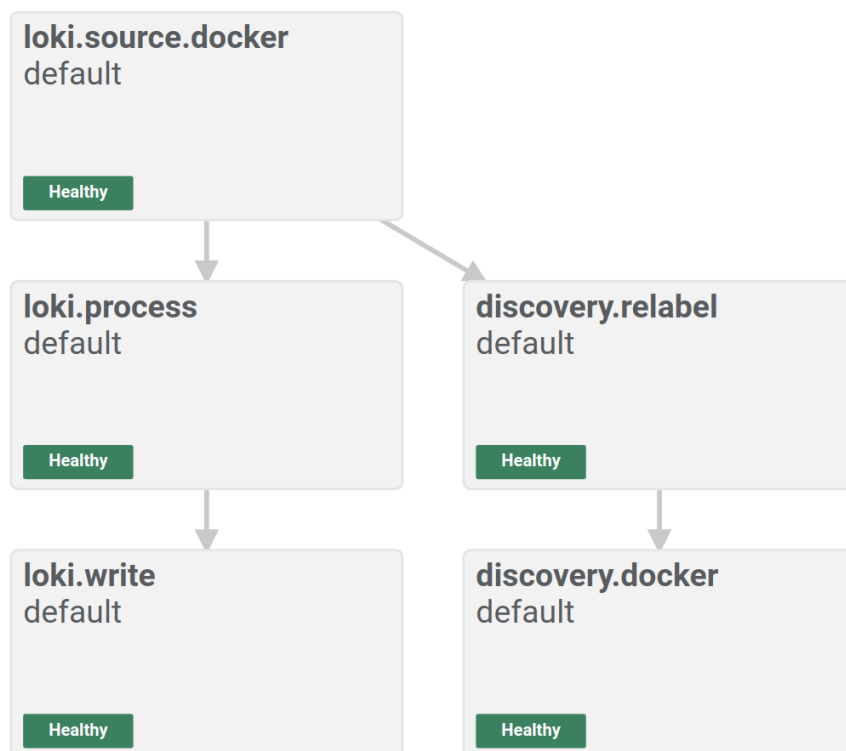 loki.source.docker
default
Healthy
loki.process
default
Healthy
discovery.relabel
default
Healthy
loki.write
default
Healthy
discovery.docker
default
Healthy